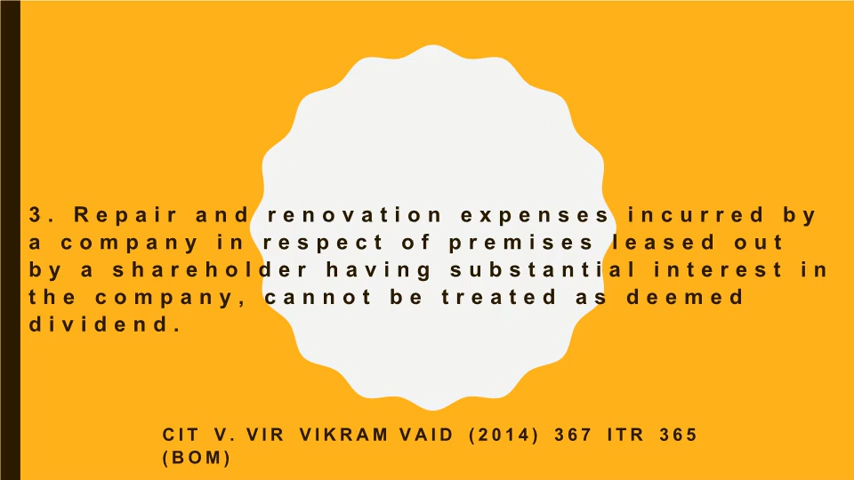 3. Repair and renovation expenses incurred by
a company in respect of premises leased out
by a shareholder having substantial interest in
the company, cannot be treated as deemed
dividend.
CIT V. VIR VIKRAM VAID (2014) 367 ITR 365
(BOM)